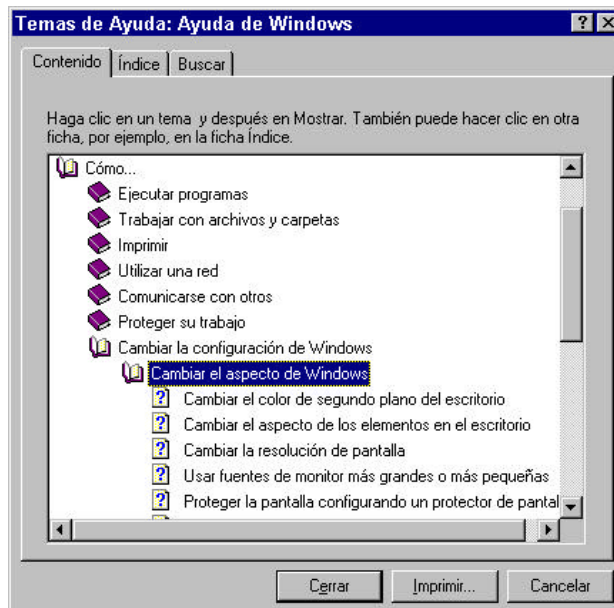 Temas de Ayuda: Ayuda de Windows
Contenido Índice Buscar
Haga clic en un tema y después en Mostrar. También puede hacer clic en otra
ficha, por ejemplo, en la ficha Índice.
Cómo...
Ejecutar programas
Trabajar con archivos y carpetas
Imprimir
Utilizar una red
Comunicarse con otros
Proteger su trabajo
Cambiar la configuración de Windows
Cambiar el aspecto de Windows
Cambiar el color de segundo plano del escritorio
Cambiar el aspecto de los elementos en el escritorio
Cambiar la resolución de pantalla
Usar fuentes de monitor más grandes o más pequeñas
Proteger la pantalla configurando un protector de pantal
Cerrar Imprimir... Cancelar